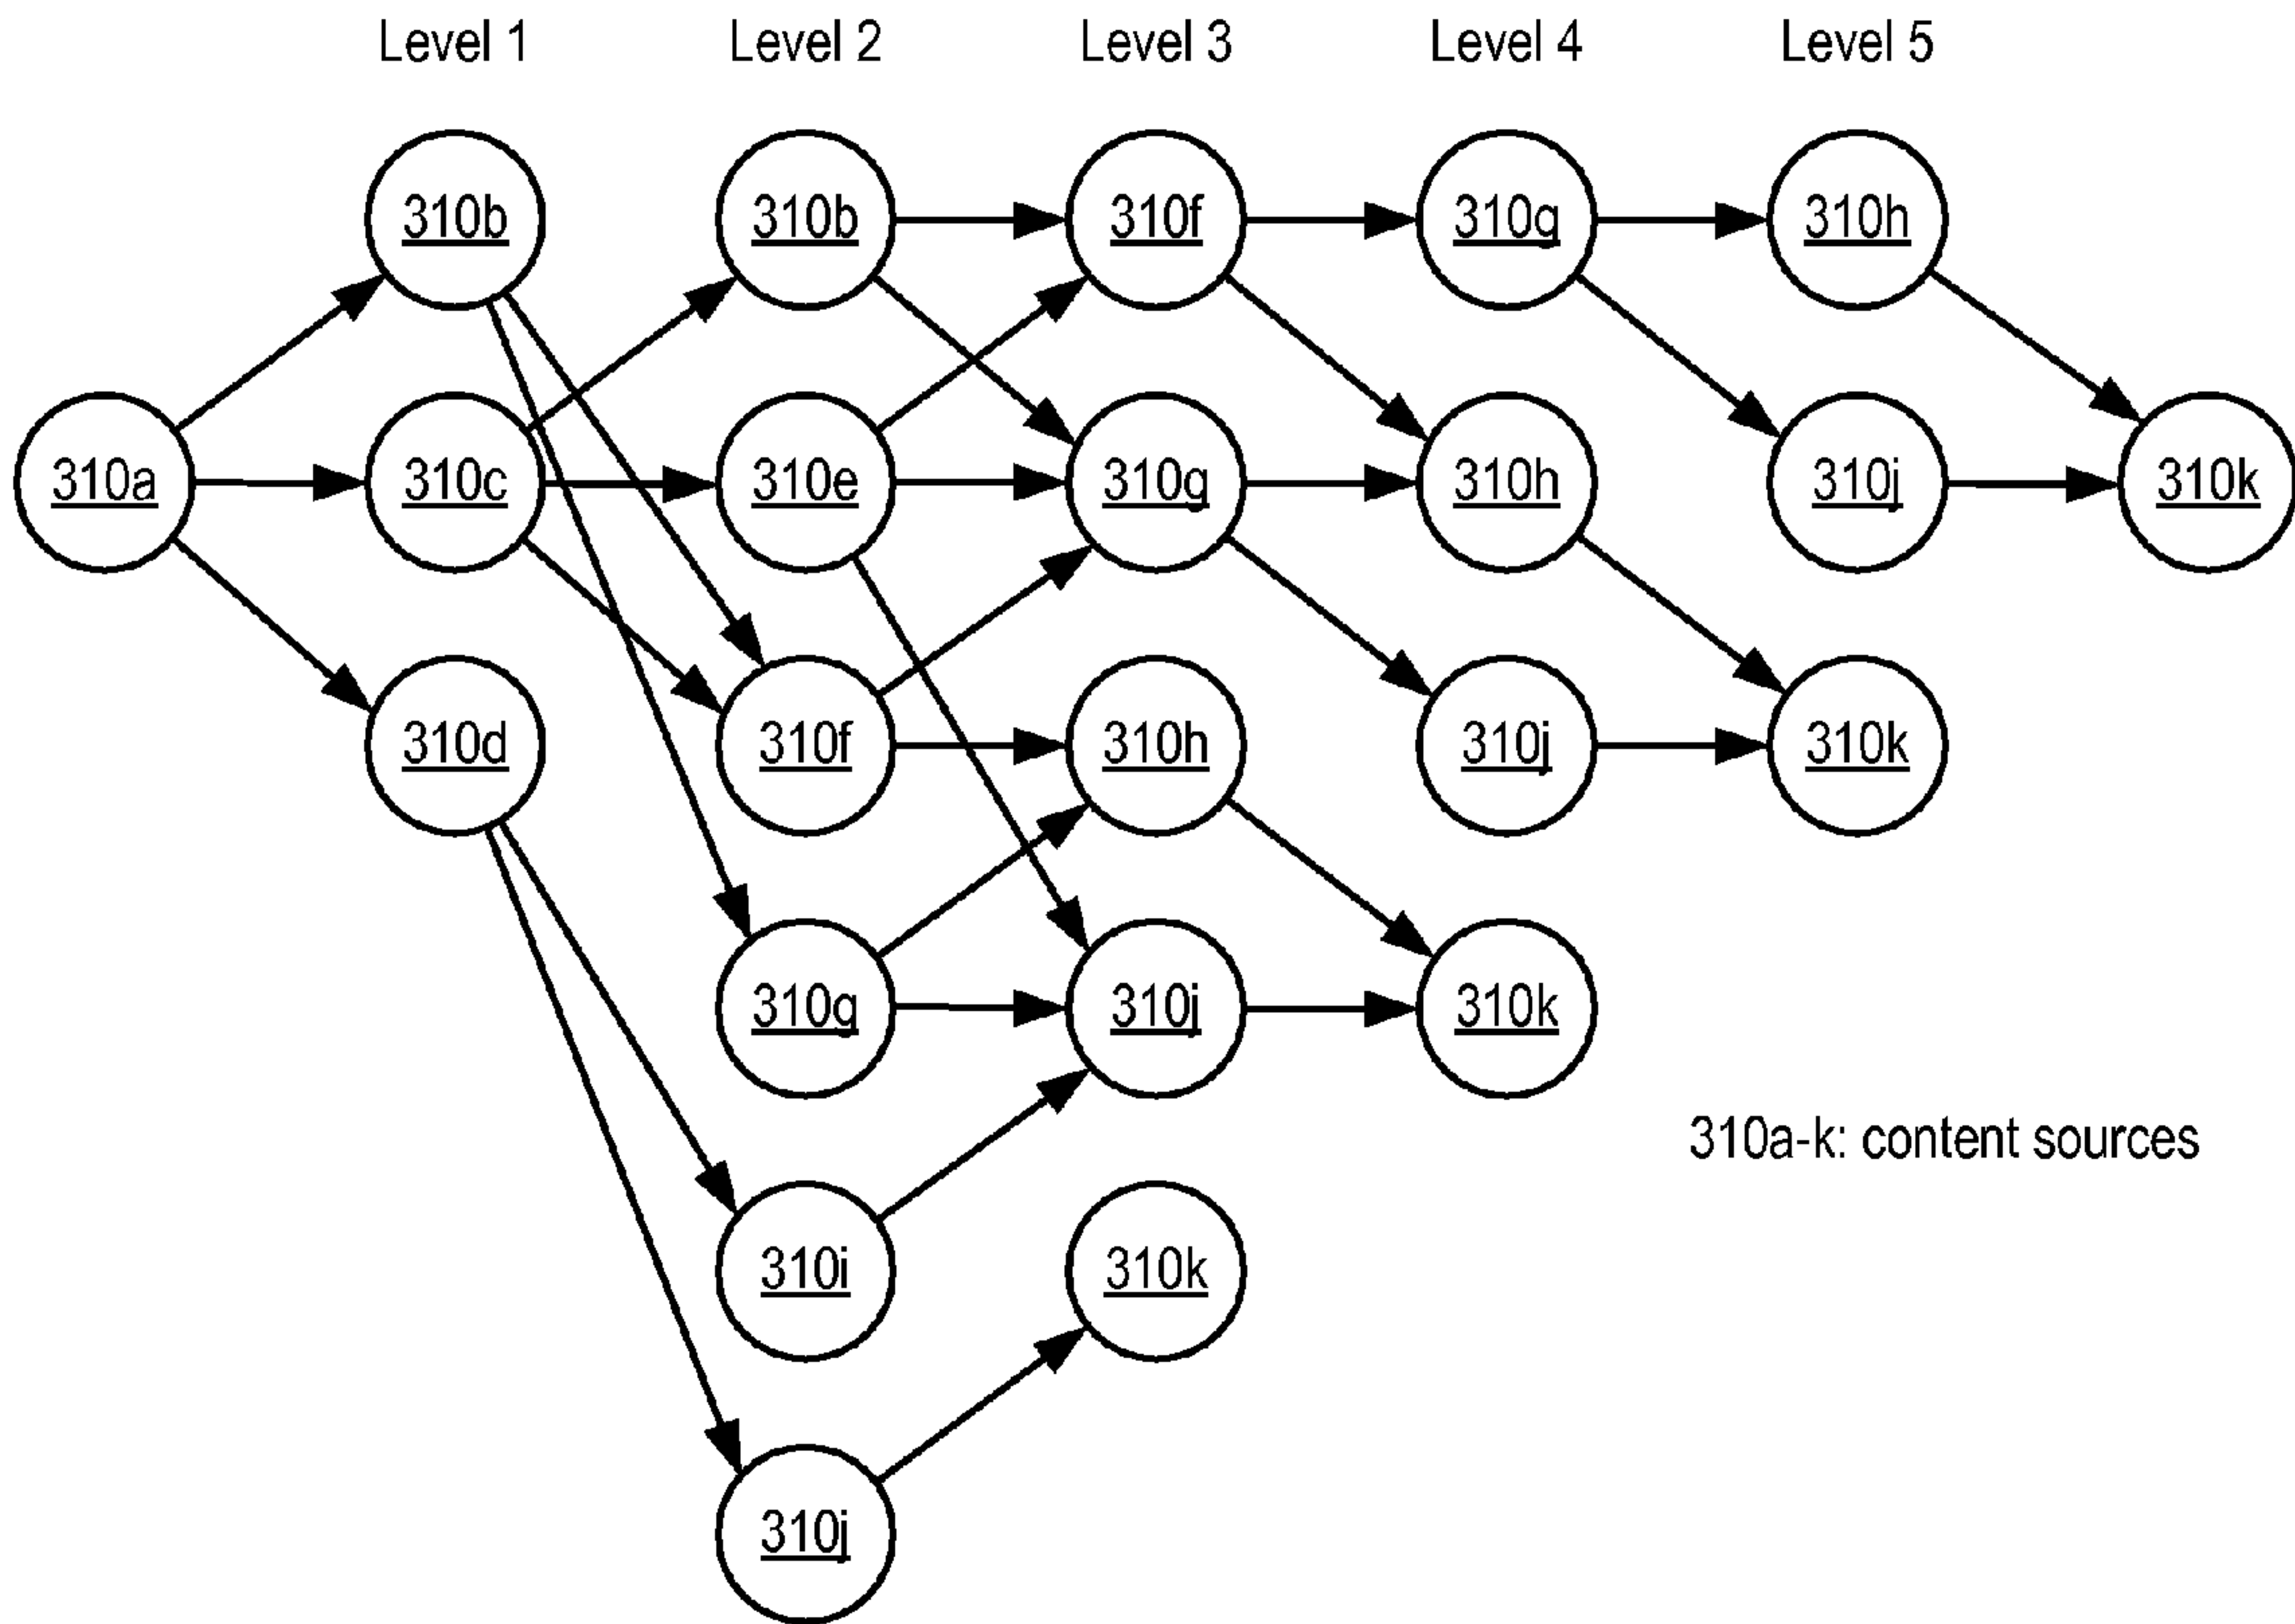 Level 1 Level 2 Level 3 Level 4 Level 5
310b 310b 310f 310g 310h
310a 310c 310e 310g 310h 310j 310k
310d 310f 310h 310j 310k
310g 310j 310k
310a-k: content sources
310i 310k
310j